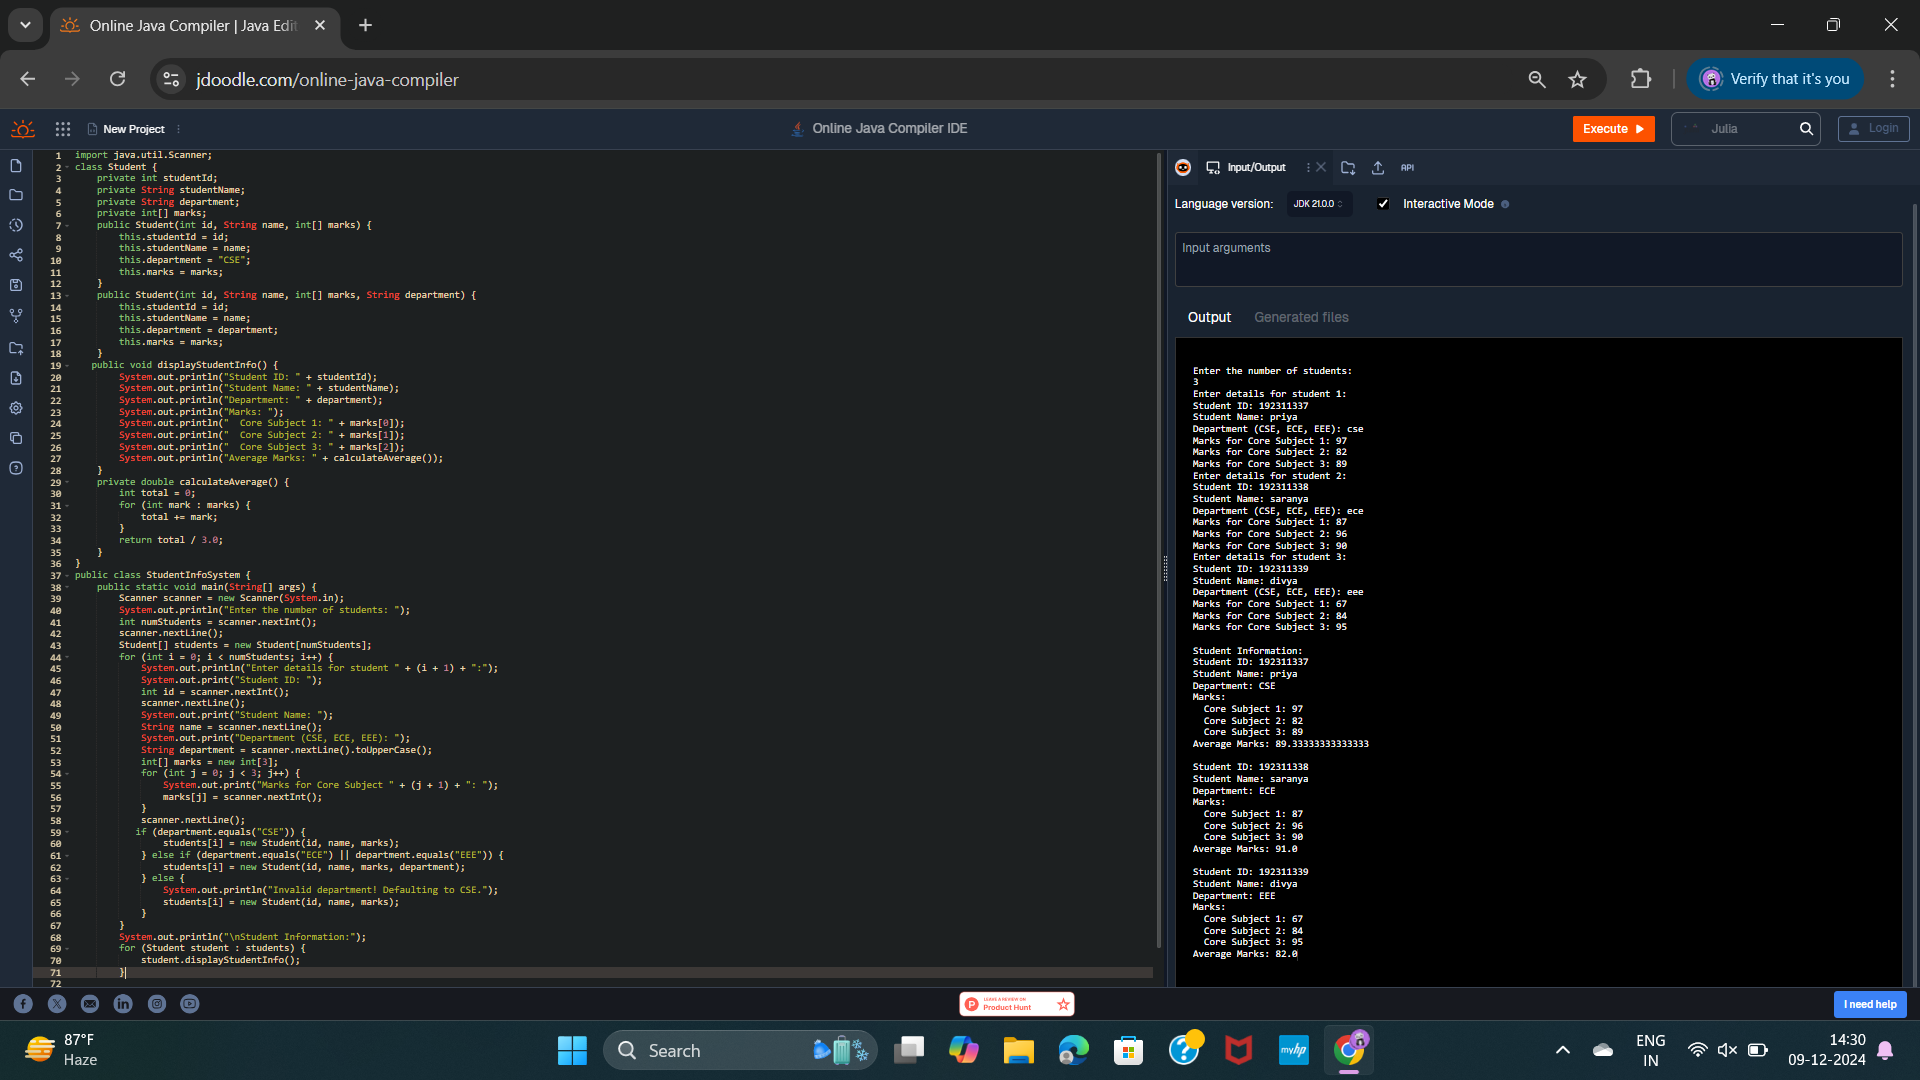 Online Java Compiler | Java Edit
jdoodle.com/online-java-compiler
Verify that it's you
New Project
Online Java Compiler IDE
Execute
Julia
Login
1 import java.util.Scanner;
2 class Student {
3 private int studentId;
4 private String studentName;
5 private String department;
6 private int[] marks;
7 public Student(int id, String name, int[] marks) {
8 this.studentId = id;
9 this.studentName = name;
10 this.department = "CSE";
11 this.marks = marks;
12 }
13 public Student(int id, String name, int[] marks, String department) {
14 this.studentId = id;
15 this.studentName = name;
16 this.department = department;
17 this.marks = marks;
18 }
19 public void displayStudentInfo() {
20 System.out.println("Student ID: " + studentId);
21 System.out.println("Student Name: " + studentName);
22 System.out.println("Department: " + department);
23 System.out.println("Marks: ");
24 System.out.println("  Core Subject 1: " + marks[0]);
25 System.out.println("  Core Subject 2: " + marks[1]);
26 System.out.println("  Core Subject 3: " + marks[2]);
27 System.out.println("Average Marks: " + calculateAverage());
28 }
29 private double calculateAverage() {
30 int total = 0;
31 for (int mark : marks) {
32 total += mark;
33 }
34 return total / 3.0;
35 }
36 }
37 public class StudentInfoSystem {
38 public static void main(String[] args) {
39 Scanner scanner = new Scanner(System.in);
40 System.out.println("Enter the number of students: ");
41 int numStudents = scanner.nextInt();
42 scanner.nextLine();
43 Student[] students = new Student[numStudents];
44 for (int i = 0; i < numStudents; i++) {
45 System.out.println("Enter details for student " + (i + 1) + ":");
46 System.out.print("Student ID: ");
47 int id = scanner.nextInt();
48 scanner.nextLine();
49 System.out.print("Student Name: ");
50 String name = scanner.nextLine();
51 System.out.print("Department (CSE, ECE, EEE): ");
52 String department = scanner.nextLine().toUpperCase();
53 int[] marks = new int[3];
54 for (int j = 0; j < 3; j++) {
55 System.out.print("Marks for Core Subject " + (j + 1) + ": ");
56 marks[j] = scanner.nextInt();
57 }
58 scanner.nextLine();
59 if (department.equals("CSE")) {
60 students[i] = new Student(id, name, marks);
61 } else if (department.equals("ECE") || department.equals("EEE")) {
62 students[i] = new Student(id, name, marks, department);
63 } else {
64 System.out.println("Invalid department! Defaulting to CSE.");
65 students[i] = new Student(id, name, marks);
66 }
67 }
68 System.out.println("\nStudent Information:");
69 for (Student student : students) {
70 student.displayStudentInfo();
71 }
72
Input/Output
API
Language version:
JDK 21.0.0
Interactive Mode
Input arguments
Output
Generated files
Enter the number of students:
3
Enter details for student 1:
Student ID: 192311337
Student Name: priya
Department (CSE, ECE, EEE): cse
Marks for Core Subject 1: 97
Marks for Core Subject 2: 82
Marks for Core Subject 3: 89
Enter details for student 2:
Student ID: 192311338
Student Name: saranya
Department (CSE, ECE, EEE): ece
Marks for Core Subject 1: 87
Marks for Core Subject 2: 96
Marks for Core Subject 3: 90
Enter details for student 3:
Student ID: 192311339
Student Name: divya
Department (CSE, ECE, EEE): eee
Marks for Core Subject 1: 67
Marks for Core Subject 2: 84
Marks for Core Subject 3: 95
Student Information:
Student ID: 192311337
Student Name: priya
Department: CSE
Marks:
Core Subject 1: 97
Core Subject 2: 82
Core Subject 3: 89
Average Marks: 89.33333333333333
Student ID: 192311338
Student Name: saranya
Department: ECE
Marks:
Core Subject 1: 87
Core Subject 2: 96
Core Subject 3: 90
Average Marks: 91.0
Student ID: 192311339
Student Name: divya
Department: EEE
Marks:
Core Subject 1: 67
Core Subject 2: 84
Core Subject 3: 95
Average Marks: 82.0
LEAVE A REVIEW ON
Product Hunt
I need help
87°F
Haze
Search
myhp
ENG
IN
14:30
09-12-2024